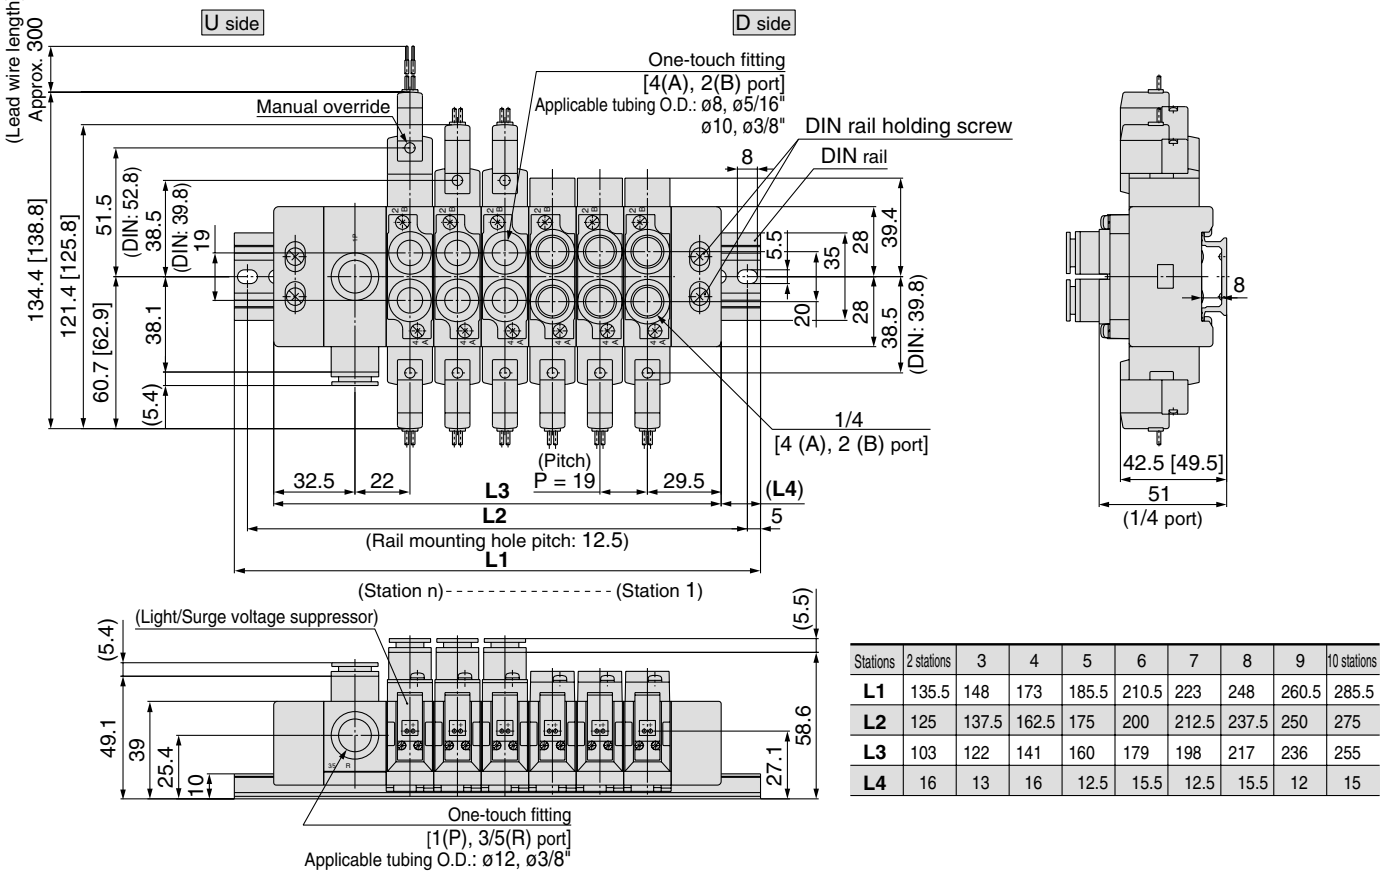 U side
D side
(Lead wire length)
Approx. 300
One-touch fitting
[4(A), 2(B) port]
Applicable tubing O.D.: ø8, ø5/16"
ø10, ø3/8"
Manual override
DIN rail holding screw
DIN rail
8
134.4 [138.8]
121.4 [125.8]
60.7 [62.9]
51.5
(DIN: 52.8)
38.5
(DIN: 39.8)
19
38.1
(5.4)
5.5
35
28
39.4
20
28
38.5
(DIN: 39.8)
8
1/4
[4 (A), 2 (B) port]
32.5
22
(Pitch)
P = 19
29.5
L3
(L4)
L2
5
(Rail mounting hole pitch: 12.5)
L1
42.5 [49.5]
51
(1/4 port)
(Station n)
(Station 1)
(Light/Surge voltage suppressor)
(5.4)
(5.5)
49.1
39
25.4
10
27.1
58.6
3/5 R
One-touch fitting
[1(P), 3/5(R) port]
Applicable tubing O.D.: ø12, ø3/8"
Stations 2 stations 3 4 5 6 7 8 9 10 stations
L1 135.5 148 173 185.5 210.5 223 248 260.5 285.5
L2 125 137.5 162.5 175 200 212.5 237.5 250 275
L3 103 122 141 160 179 198 217 236 255
L4 16 13 16 12.5 15.5 12.5 15.5 12 15